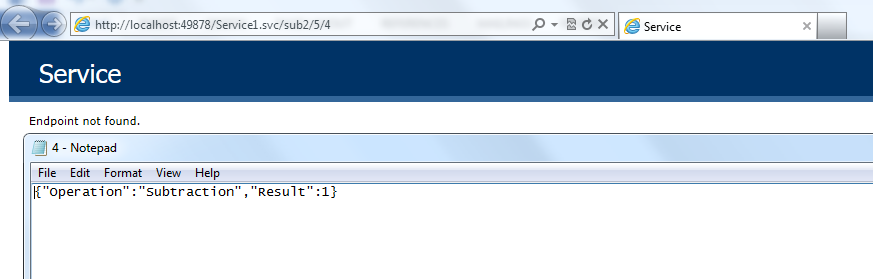 http://localhost:49878/Service1.svc/sub2/5/4
Service
Service
Endpoint not found.
4 - Notepad
File Edit Format View Help
{"Operation":"Subtraction","Result":1}